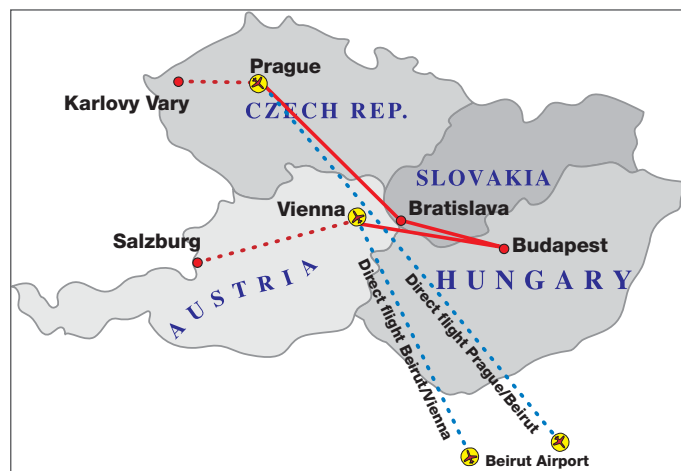 Prague
Karlovy Vary
CZECH REP.
SLOVAKIA
Vienna
Bratislava
Salzburg
Budapest
AUSTRIA
HUNGARY
Direct flight Beirut/Vienna
Direct flight Prague/Beirut
Beirut Airport